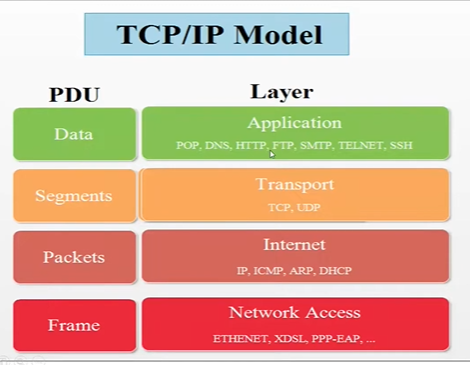 TCP/IP Model
PDU
Layer
Data
Application
POP, DNS, HTTP, FTP, SMTP, TELNET, SSH
Segments
Transport
TCP, UDP
Packets
Internet
IP, ICMP, ARP, DHCP
Frame
Network Access
ETHENET, XDSL, PPP-EAP, ...